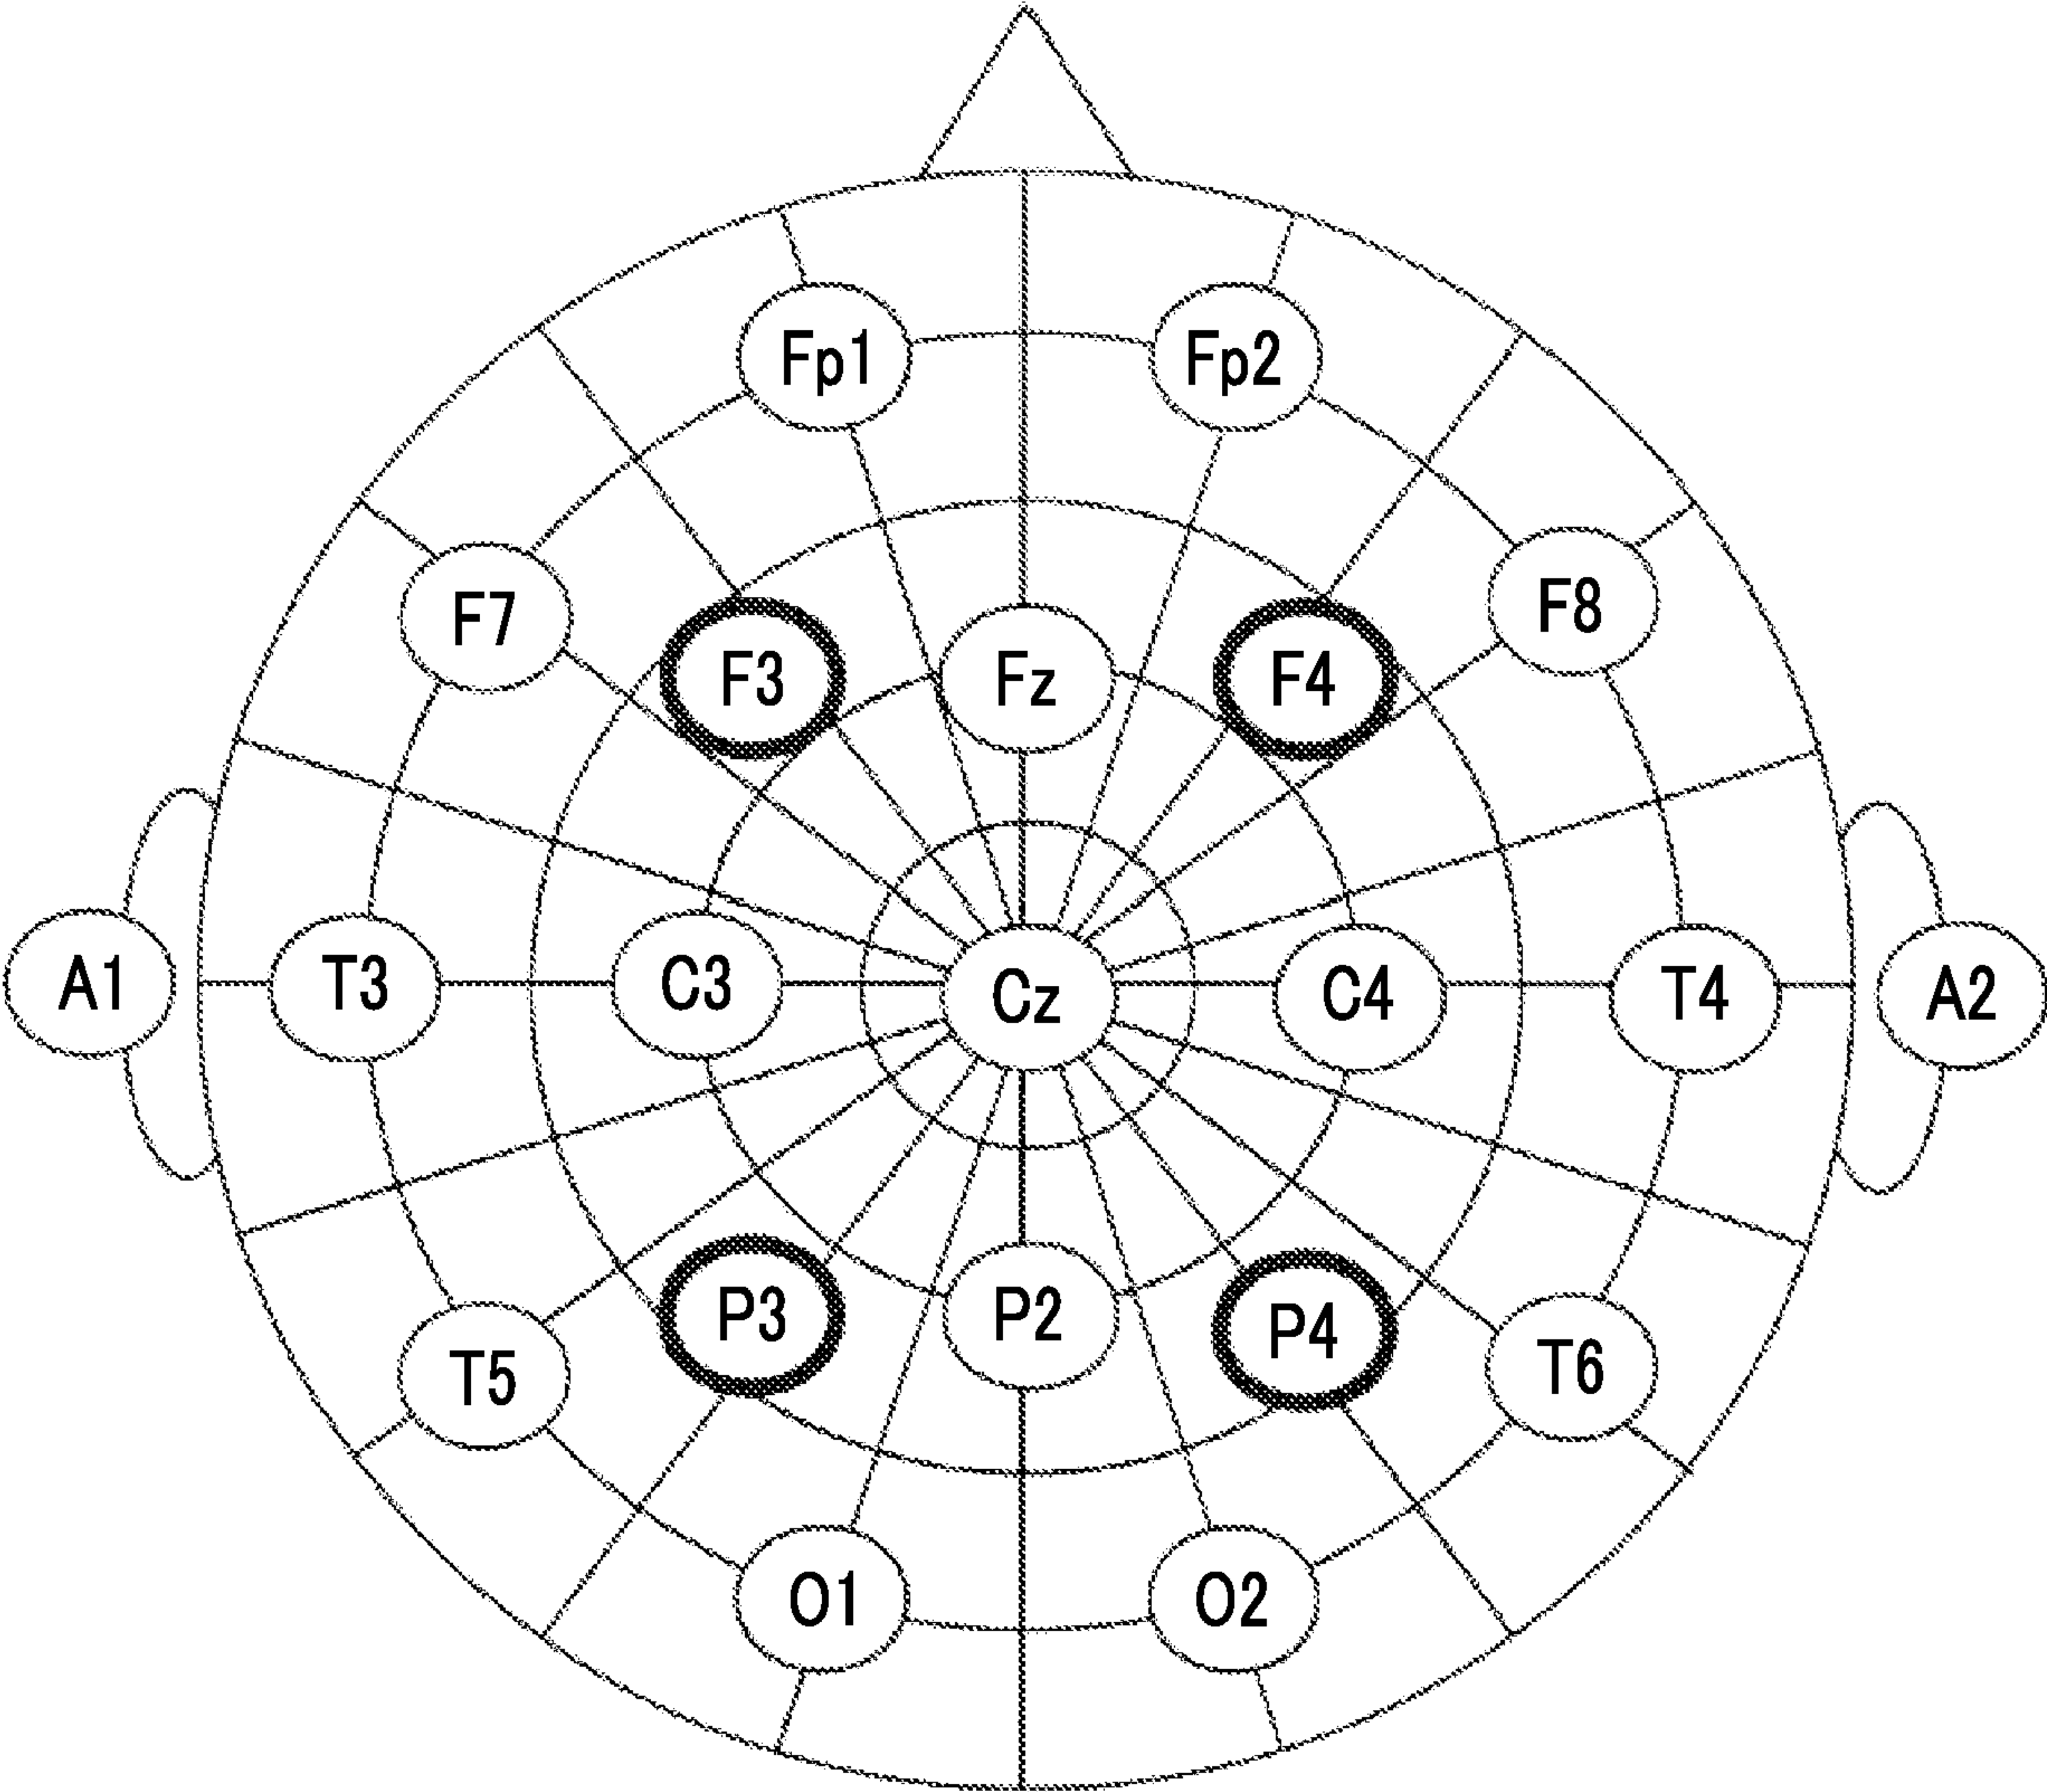 Fp1 Fp2
F7 F3 Fz F4 F8
A1 T3 C3 Cz C4 T4 A2
T5 P3 P2 P4 T6
O1 O2